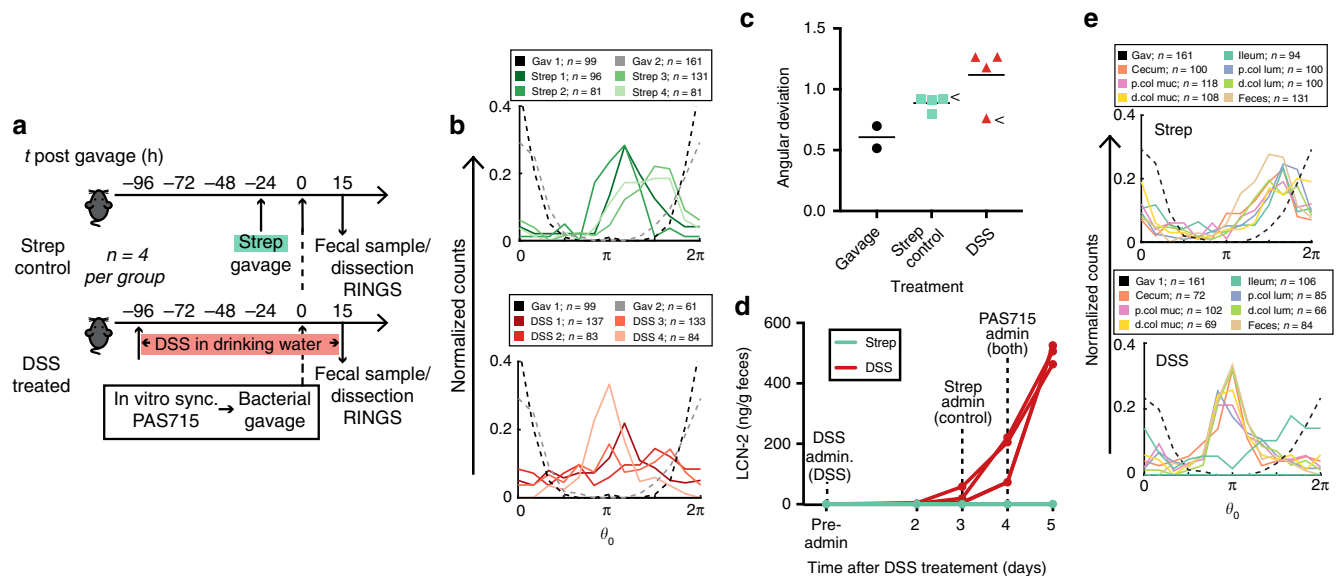 a
t post gavage (h)
−96 −72 −48 −24 0 15
Strep
control
n = 4
per group
Strep
gavage
Fecal sample/
dissection
RINGS
−96 −72 −48 −24 0 15
DSS in drinking water
DSS
treated
Fecal sample/
dissection
RINGS
In vitro sync.
PAS715
Bacterial
gavage
b
Gav 1; n = 99
Gav 2; n = 161
Strep 1; n = 96
Strep 3; n = 131
Strep 2; n = 81
Strep 4; n = 81
0.4
0.2
0
0 π 2π
Normalized counts
Gav 1; n = 99
Gav 2; n = 61
DSS 1; n = 137
DSS 3; n = 133
DSS 2; n = 83
DSS 4; n = 84
0.4
0.2
0
0 π 2π
θ0
c
1.5
1.0
0.5
0.0
Angular deviation
<
<
Gavage
Strep
control
DSS
Treatment
d
600
400
200
0
LCN-2 (ng/g feces)
Strep
DSS
DSS
admin.
(DSS)
Strep
admin
(control)
PAS715
admin
(both)
Pre-
admin
2 3 4 5
Time after DSS treatement (days)
e
Gav; n = 161
Ileum; n = 94
Cecum; n = 100
p.col lum; n = 100
p.col muc; n = 118
d.col lum; n = 100
d.col muc; n = 108
Feces; n = 131
0.4
Strep
0.2
0
0 π 2π
Normalized counts
Gav 1; n = 161
Ileum; n = 106
Cecum; n = 72
p.col lum; n = 85
p.col muc; n = 102
d.col lum; n = 66
d.col muc; n = 69
Feces; n = 84
0.4
DSS
0.2
0
0 π 2π
θ0